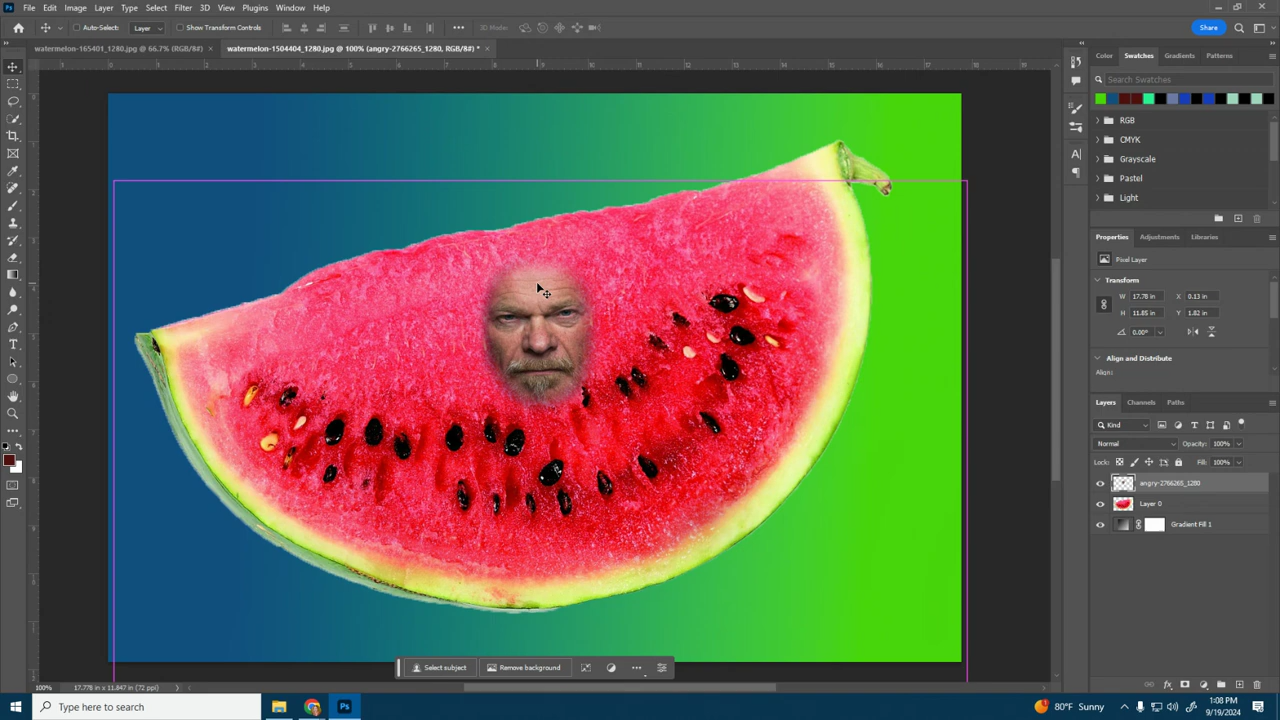 File Edit Image Layer Type Select Filter 3D View Plugins Window Help
Auto-Select: Layer Show Transform Controls 3D Mode: Share
watermelon-165401_1280.jpg @ 66.7% (RGB/8#) × watermelon-1504404_1280.jpg @ 100% (angry-2766265_1280, RGB/8#) * ×
Color Swatches Gradients Patterns
Search Swatches
RGB
CMYK
Grayscale
Pastel
Light
Properties Adjustments Libraries
Pixel Layer
Transform
W 17.78 in X 0.13 in
H 11.85 in Y 1.82 in
0.00°
Align and Distribute
Align:
Layers Channels Paths
Kind
Normal Opacity: 100%
Lock: Fill: 100%
angry-2766265_1280
Layer 0
Gradient Fill 1
Select subject Remove background
100% 17.778 in x 11.847 in (72 ppi)
Type here to search
80°F Sunny
1:08 PM
9/19/2024